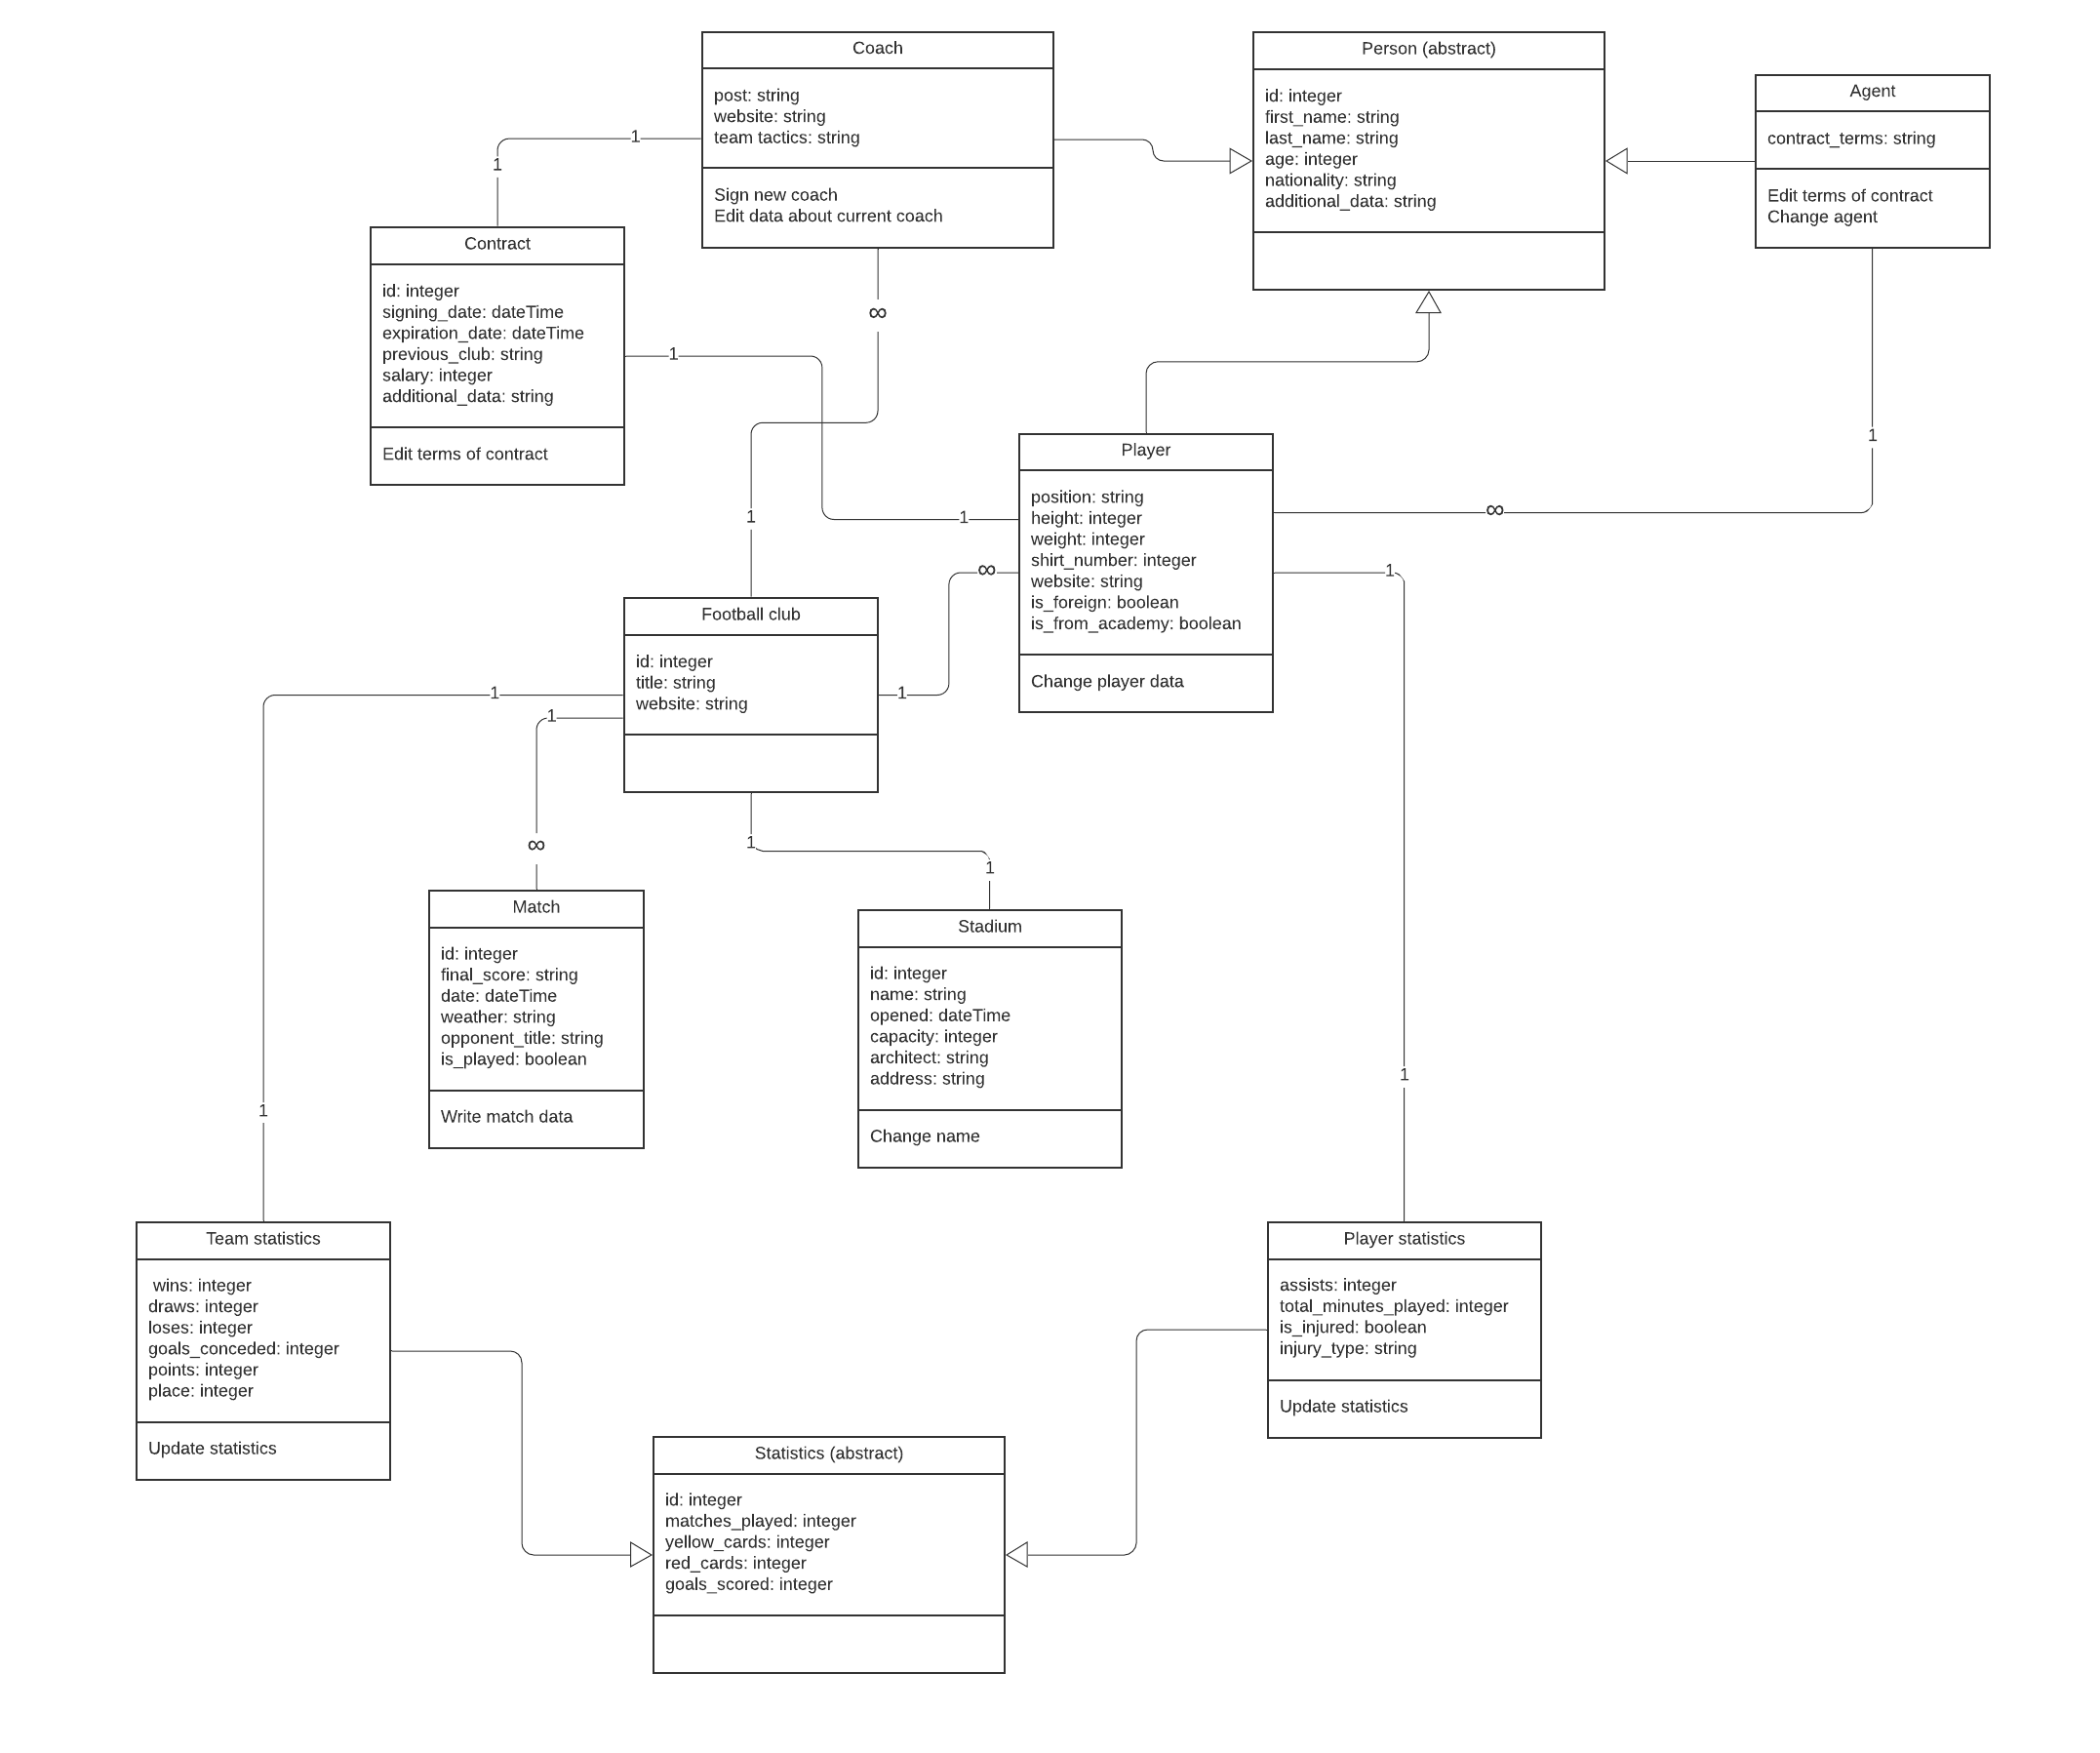 Coach
post: string
website: string
team tactics: string
Sign new coach
Edit data about current coach
Person (abstract)
id: integer
first_name: string
last_name: string
age: integer
nationality: string
additional_data: string
Agent
contract_terms: string
Edit terms of contract
Change agent
1
1
Contract
id: integer
signing_date: dateTime
expiration_date: dateTime
previous_club: string
salary: integer
additional_data: string
Edit terms of contract
∞
1
1
1
Player
position: string
height: integer
weight: integer
shirt_number: integer
website: string
is_foreign: boolean
is_from_academy: boolean
Change player data
1
∞
∞
1
1
Football club
id: integer
title: string
website: string
1
1
∞
1
1
Match
id: integer
final_score: string
date: dateTime
weather: string
opponent_title: string
is_played: boolean
Write match data
Stadium
id: integer
name: string
opened: dateTime
capacity: integer
architect: string
address: string
Change name
1
1
Team statistics
wins: integer
draws: integer
loses: integer
goals_conceded: integer
points: integer
place: integer
Update statistics
Player statistics
assists: integer
total_minutes_played: integer
is_injured: boolean
injury_type: string
Update statistics
Statistics (abstract)
id: integer
matches_played: integer
yellow_cards: integer
red_cards: integer
goals_scored: integer